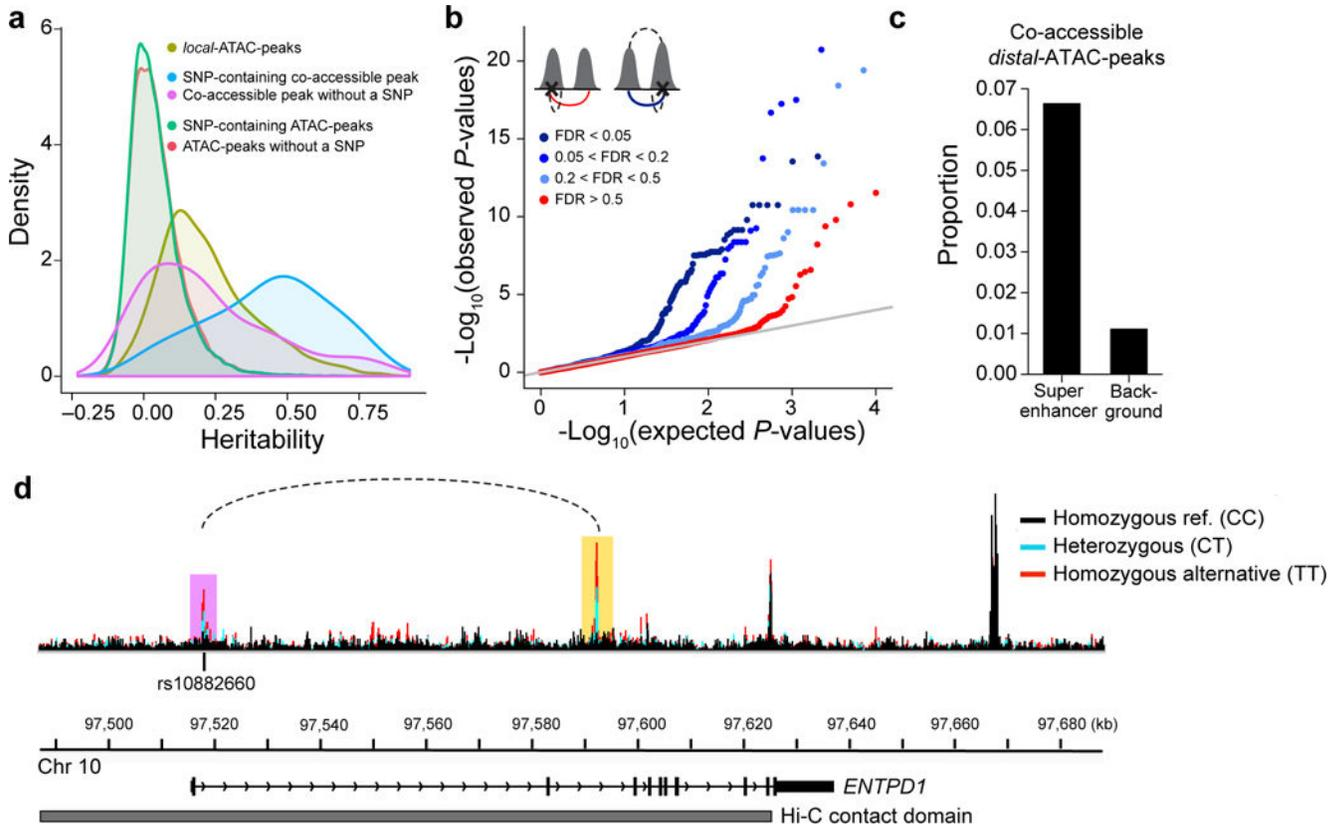 a
6
4
2
0
Density
local-ATAC-peaks
SNP-containing co-accessible peak
Co-accessible peak without a SNP
SNP-containing ATAC-peaks
ATAC-peaks without a SNP
−0.25 0.00 0.25 0.50 0.75
Heritability
b
20
15
10
5
0
-Log10(observed P-values)
FDR < 0.05
0.05 < FDR < 0.2
0.2 < FDR < 0.5
FDR > 0.5
0 1 2 3 4
-Log10(expected P-values)
c
Co-accessible
distal-ATAC-peaks
0.07
0.06
0.05
0.04
0.03
0.02
0.01
0.00
Proportion
Super Back-
enhancer ground
d
Homozygous ref. (CC)
Heterozygous (CT)
Homozygous alternative (TT)
rs10882660
97,500 97,520 97,540 97,560 97,580 97,600 97,620 97,640 97,660 97,680 (kb)
Chr 10
ENTPD1
Hi-C contact domain